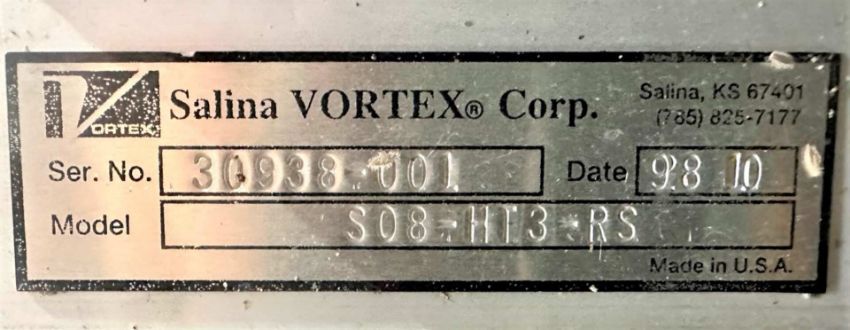 VORTEX
Salina VORTEX® Corp.
Salina, KS 67401
(785) 825-7177
Ser. No. 30938-001 Date 98 10
Model S08-HT3-RS
Made in U.S.A.